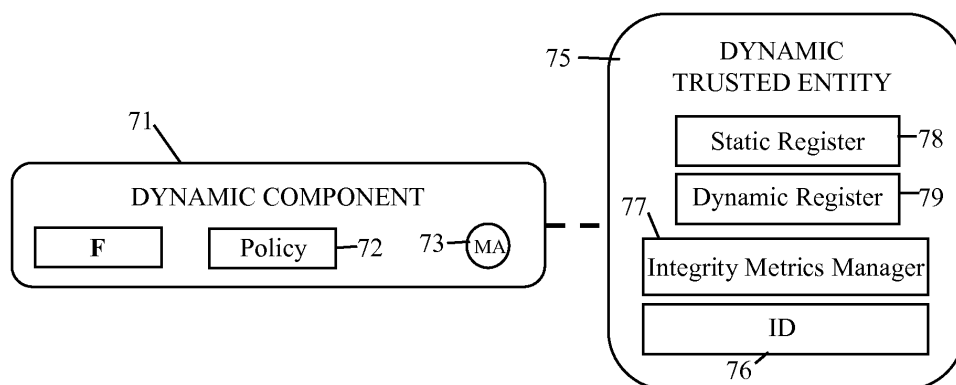 75
DYNAMIC
TRUSTED ENTITY
Static Register
78
Dynamic Register
79
77
Integrity Metrics Manager
ID
76
71
DYNAMIC COMPONENT
F
Policy
72
73
MA